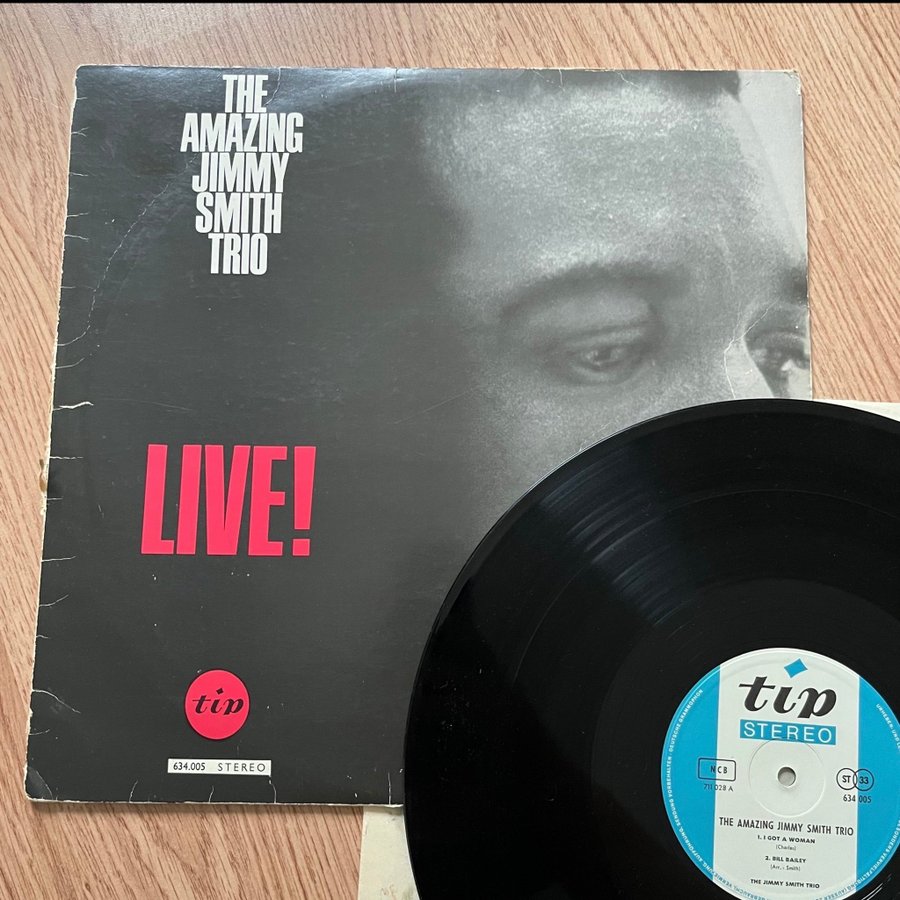 THE
AMAZING
JIMMY
SMITH
TRIO
LIVE!
tip
634.005 STEREO
tip
STEREO
NCB
711 028 A
ST 33
634 005
THE AMAZING JIMMY SMITH TRIO
1. I GOT A WOMAN
(Charles)
2. BILL BAILEY
(Arr.: Smith)
THE JIMMY SMITH TRIO